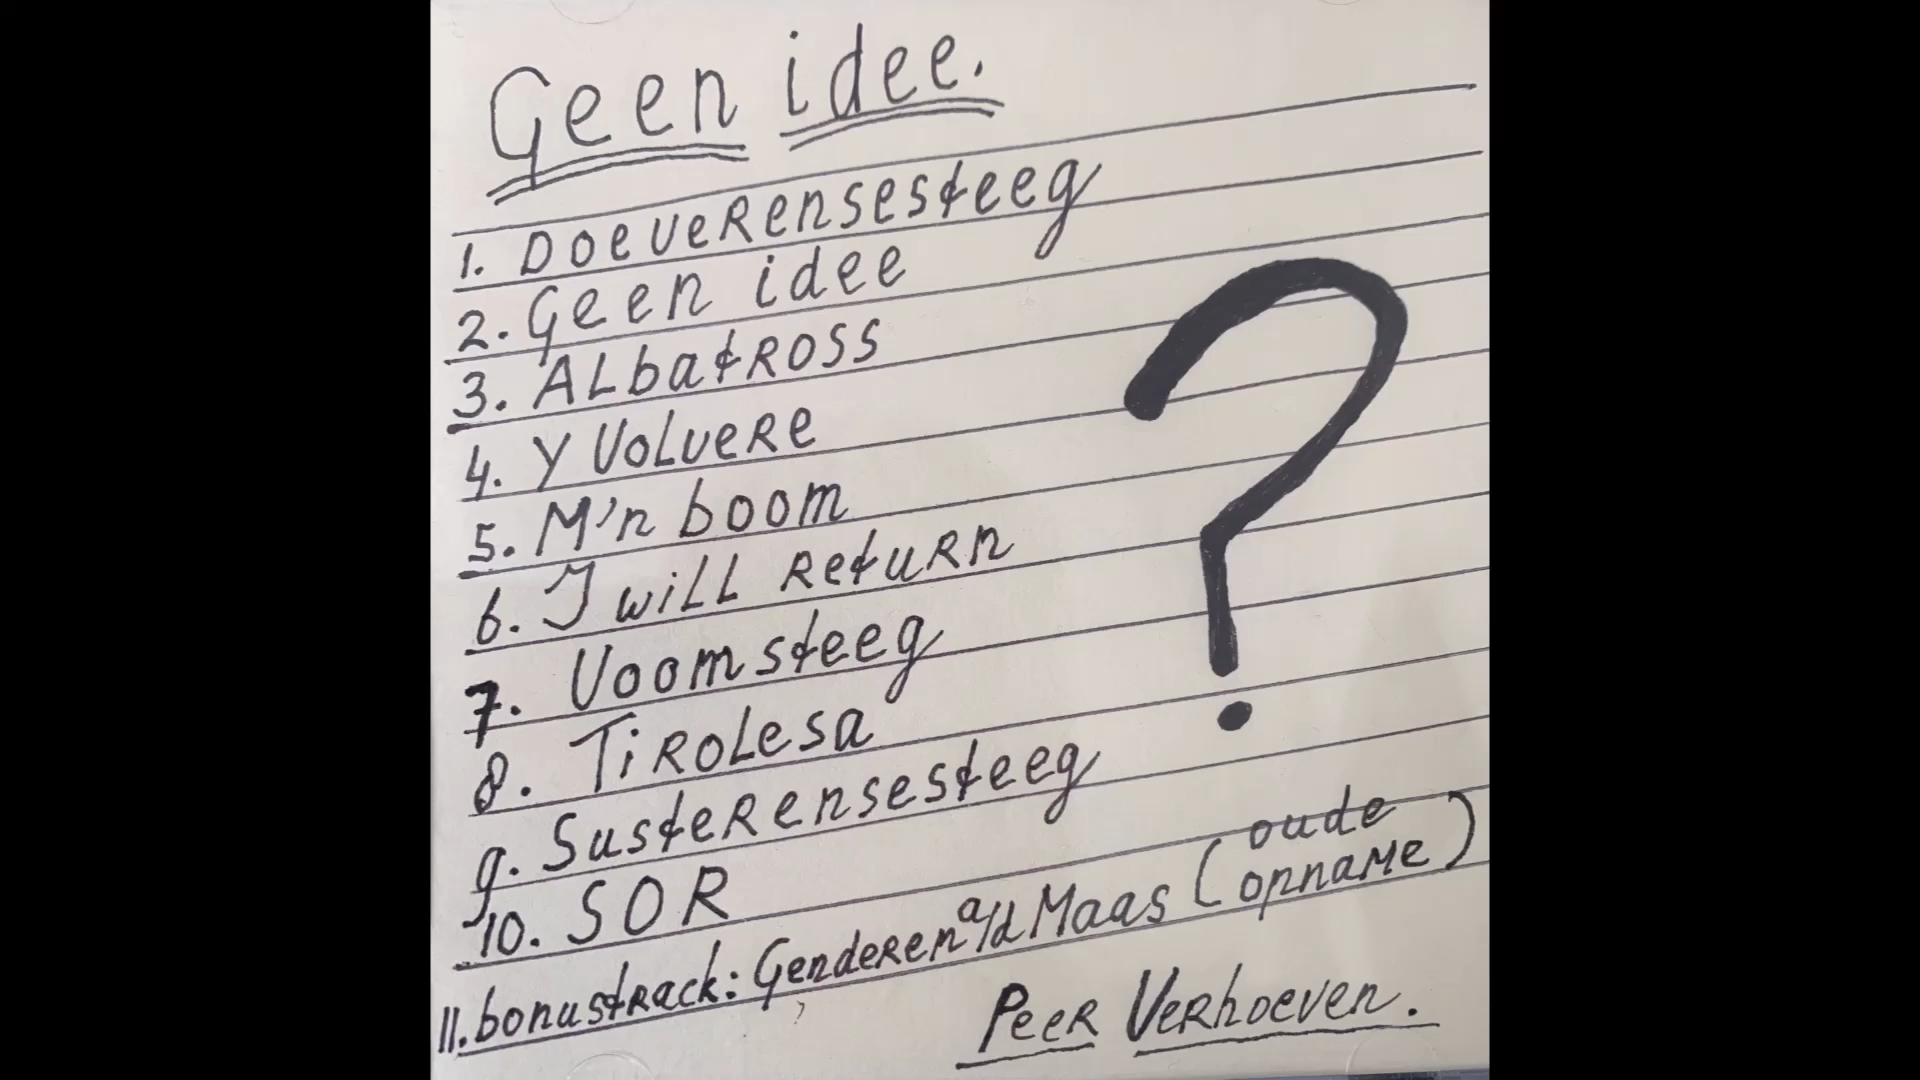 Geen idee.
1. Doeverensesteeg
2. Geen idee
3. Albatross
4. Y Volvere
5. M'n boom
6. I will return
7. Voomsteeg
8. Tirolesa
9. Susterensesteeg
10. SOR
11. bonustrack: Genderen a/d Maas (oude opname)
Peer Verhoeven.
?